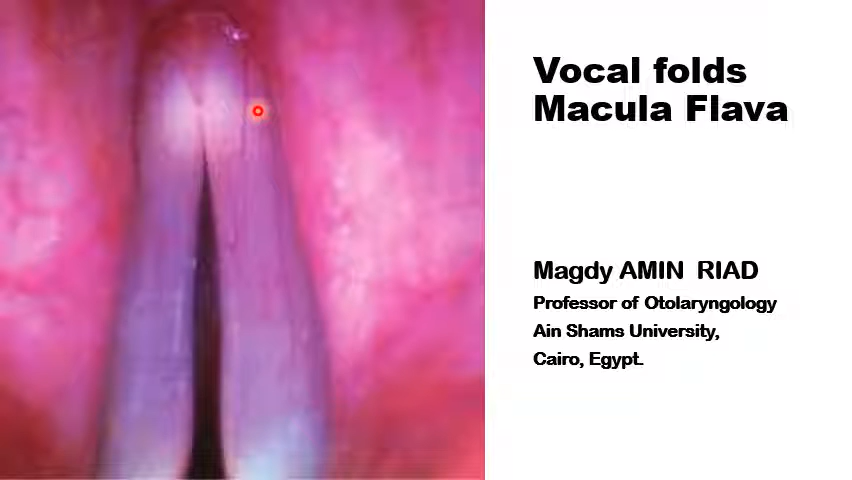 Vocal folds
Macula Flava
Magdy AMIN RIAD
Professor of Otolaryngology
Ain Shams University,
Cairo, Egypt.